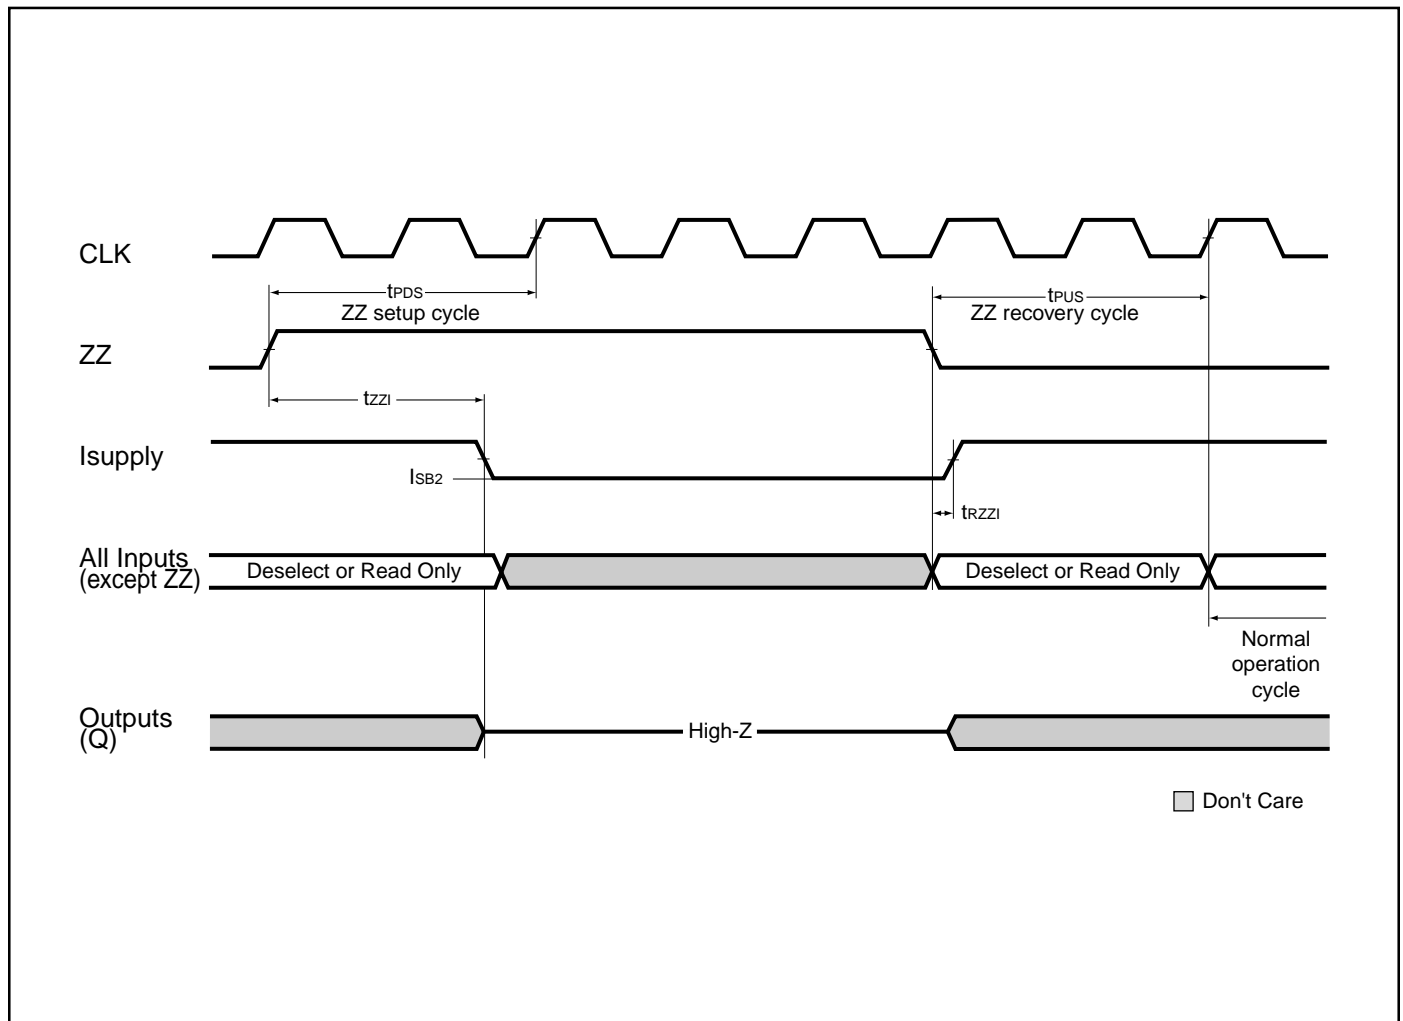 CLK
tPDS
ZZ setup cycle
tPUS
ZZ recovery cycle
ZZ
tZZI
Isupply
ISB2
tRZZI
All Inputs
(except ZZ)
Deselect or Read Only
Deselect or Read Only
Normal
operation
cycle
Outputs
(Q)
High-Z
Don't Care